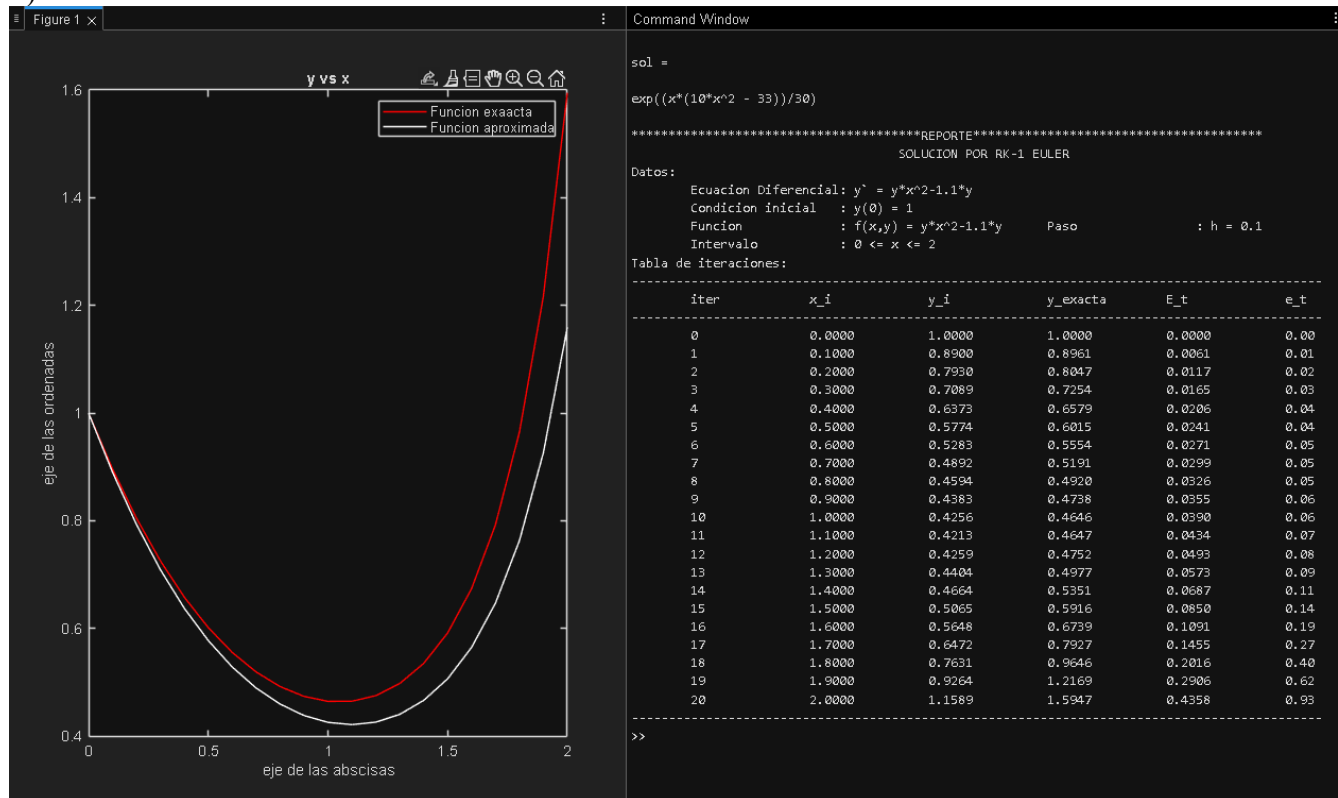 )
Figure 1 ×
y vs x
Funcion exaacta
Funcion aproximada
1.6
1.4
1.2
1
0.8
0.6
0.4
0 0.5 1 1.5 2
eje de las ordenadas
eje de las abscisas
Command Window
sol =
exp((x*(10*x^2 - 33))/30)
***************************************REPORTE***************************************
SOLUCION POR RK-1 EULER
Datos:
Ecuacion Diferencial: y` = y*x^2-1.1*y
Condicion inicial : y(0) = 1
Funcion : f(x,y) = y*x^2-1.1*y Paso : h = 0.1
Intervalo : 0 <= x <= 2
Tabla de iteraciones:
---------------------------------------------------------------------------------------------
iter x_i y_i y_exacta E_t e_t
---------------------------------------------------------------------------------------------
0 0.0000 1.0000 1.0000 0.0000 0.00
1 0.1000 0.8900 0.8961 0.0061 0.01
2 0.2000 0.7930 0.8047 0.0117 0.02
3 0.3000 0.7089 0.7254 0.0165 0.03
4 0.4000 0.6373 0.6579 0.0206 0.04
5 0.5000 0.5774 0.6015 0.0241 0.04
6 0.6000 0.5283 0.5554 0.0271 0.05
7 0.7000 0.4892 0.5191 0.0299 0.05
8 0.8000 0.4594 0.4920 0.0326 0.05
9 0.9000 0.4383 0.4738 0.0355 0.06
10 1.0000 0.4256 0.4646 0.0390 0.06
11 1.1000 0.4213 0.4647 0.0434 0.07
12 1.2000 0.4259 0.4752 0.0493 0.08
13 1.3000 0.4404 0.4977 0.0573 0.09
14 1.4000 0.4664 0.5351 0.0687 0.11
15 1.5000 0.5065 0.5916 0.0850 0.14
16 1.6000 0.5648 0.6739 0.1091 0.19
17 1.7000 0.6472 0.7927 0.1455 0.27
18 1.8000 0.7631 0.9646 0.2016 0.40
19 1.9000 0.9264 1.2169 0.2906 0.62
20 2.0000 1.1589 1.5947 0.4358 0.93
---------------------------------------------------------------------------------------------
>>